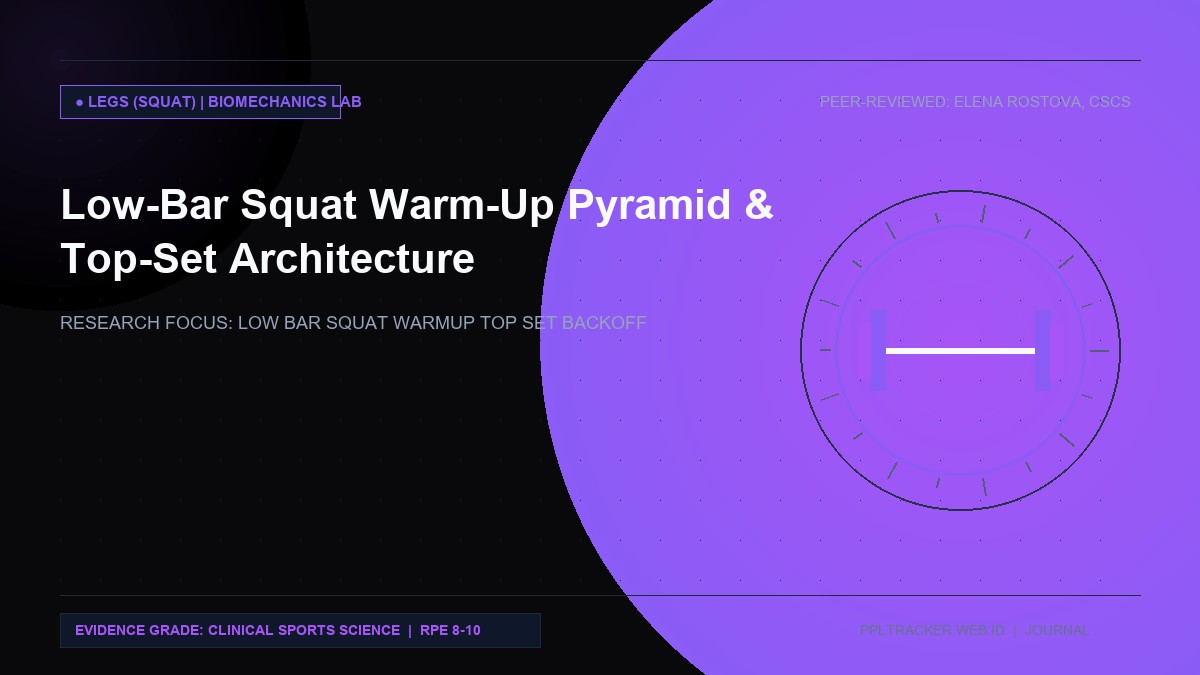 ● LEGS (SQUAT) | BIOMECHANICS LAB
PEER-REVIEWED: ELENA ROSTOVA, CSCS
Low-Bar Squat Warm-Up Pyramid &
Top-Set Architecture
RESEARCH FOCUS: LOW BAR SQUAT WARMUP TOP SET BACKOFF
EVIDENCE GRADE: CLINICAL SPORTS SCIENCE | RPE 8-10
PPLTRACKER WEB ID | JOURNAL